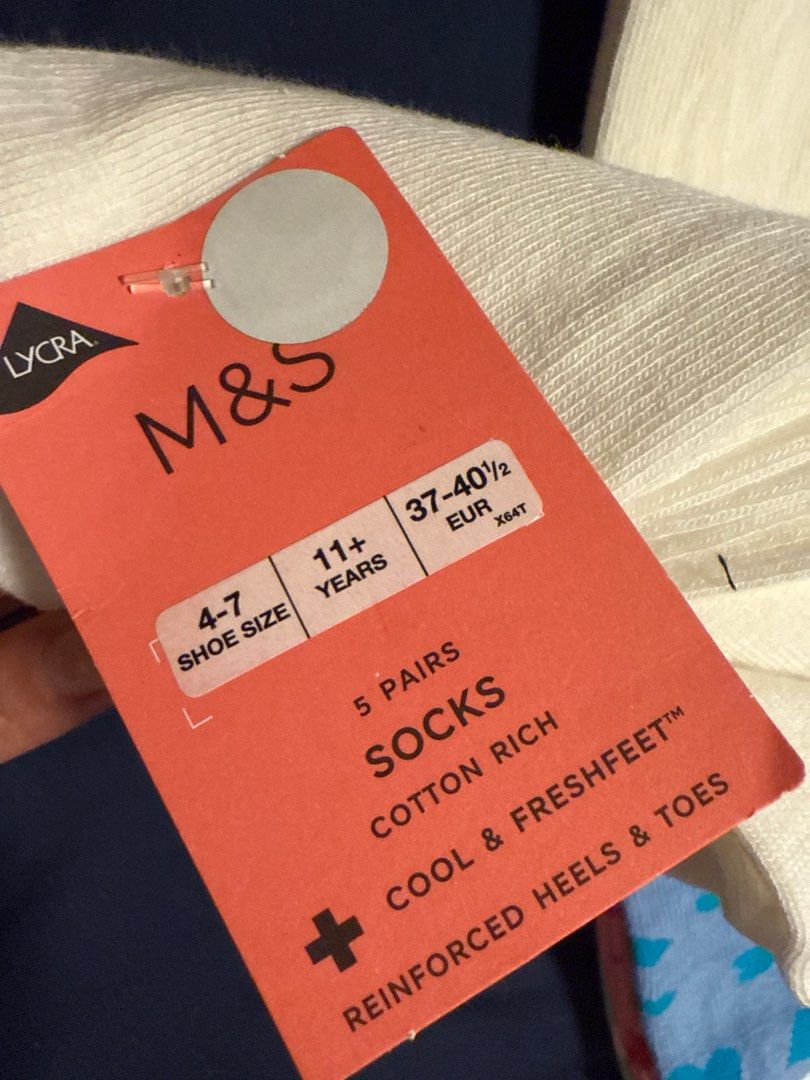 LYCRA®
M&S
4-7
SHOE SIZE
11+
YEARS
37-40½
EUR X64T
5 PAIRS
SOCKS
COTTON RICH
COOL & FRESHFEET™
REINFORCED HEELS & TOES